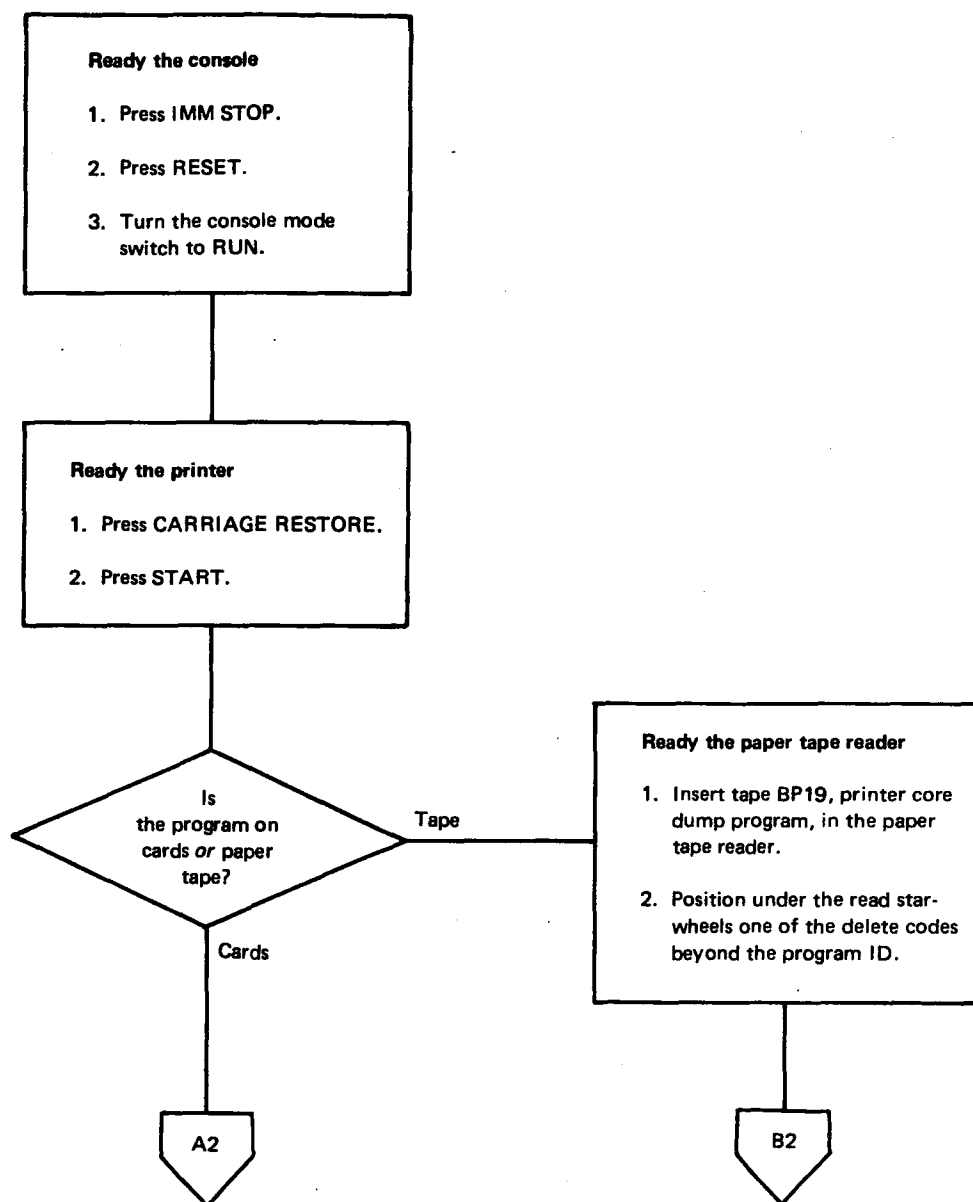 Ready the console
1. Press IMM STOP.
2. Press RESET.
3. Turn the console mode
switch to RUN.
Ready the printer
1. Press CARRIAGE RESTORE.
2. Press START.
Is
the program on
cards or paper
tape?
Tape
Cards
Ready the paper tape reader
1. Insert tape BP19, printer core
dump program, in the paper
tape reader.
2. Position under the read star-
wheels one of the delete codes
beyond the program ID.
A2
B2